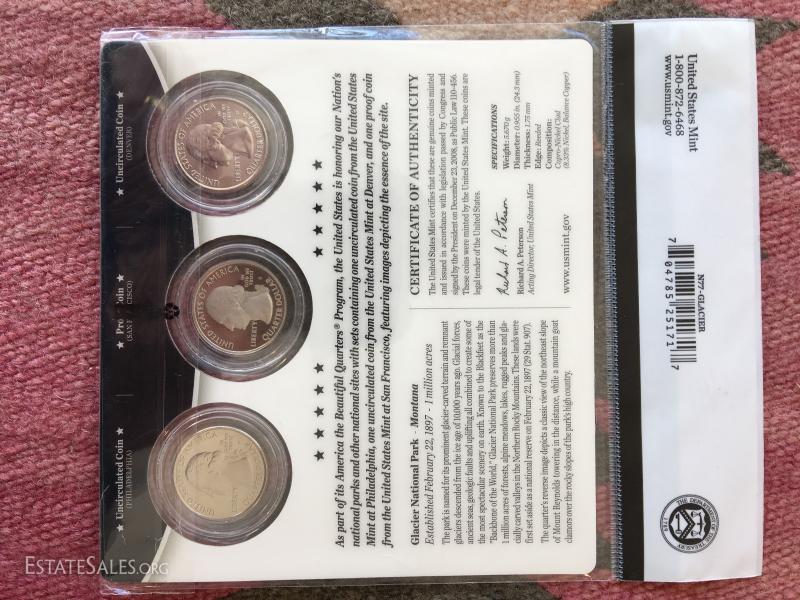 ★ Uncirculated Coin ★
(PHILADELPHIA)
★ Pro Coin ★
(SAN F CISCO)
★ Uncirculated Coin ★
(DENVER)
UNITED STATES OF AMERICA
LIBERTY
QUARTER DOLLAR
UNITED STATES OF AMERICA
LIBERTY
QUARTER DOLLAR
As part of its America the Beautiful Quarters® Program, the United States is honoring our Nation's
national parks and other national sites with sets containing one uncirculated coin from the United States
Mint at Philadelphia, one uncirculated coin from the United States Mint at Denver, and one proof coin
from the United States Mint at San Francisco, featuring images depicting the essence of the site.
Glacier National Park - Montana
Established February 22, 1897 - 1 million acres
The park is named for its prominent glacier-carved terrain and remnant
glaciers descended from the ice age of 10,000 years ago. Glacial forces,
ancient seas, geologic faults and uplifting all combined to create some of
the most spectacular scenery on earth. Known to the Blackfeet as the
"Backbone of the World," Glacier National Park preserves more than
1 million acres of forests, alpine meadows, lakes, rugged peaks and gla-
cially carved valleys in the Northern Rocky Mountains. These lands were
first set aside as a national reserve on February 22, 1897 (29 Stat. 907).
The quarter's reverse image depicts a classic view of the northeast slope
of Mount Reynolds towering in the distance, while a mountain goat
clamors over the rocky slopes of the park's high country.
CERTIFICATE OF AUTHENTICITY
The United States Mint certifies that these are genuine coins minted
and issued in accordance with legislation passed by Congress and
signed by the President on December 23, 2008, as Public Law 110-456.
These coins were minted by the United States Mint. These coins are
legal tender of the United States.
Richard A. Peterson
Richard A. Peterson
Acting Director, United States Mint
www.usmint.gov
SPECIFICATIONS
Weight: 5.670 g
Diameter: 0.955 in. (24.3 mm)
Thickness: 1.75 mm
Edge: Reeded
Composition:
Cupro-Nickel Clad
(8.33% Nickel, Balance Copper)
THE DEPARTMENT OF THE TREASURY
1789
N77 - GLACIER
7 04785 22171 7
United States Mint
1-800-872-6468
www.usmint.gov
ESTATESALES.ORG